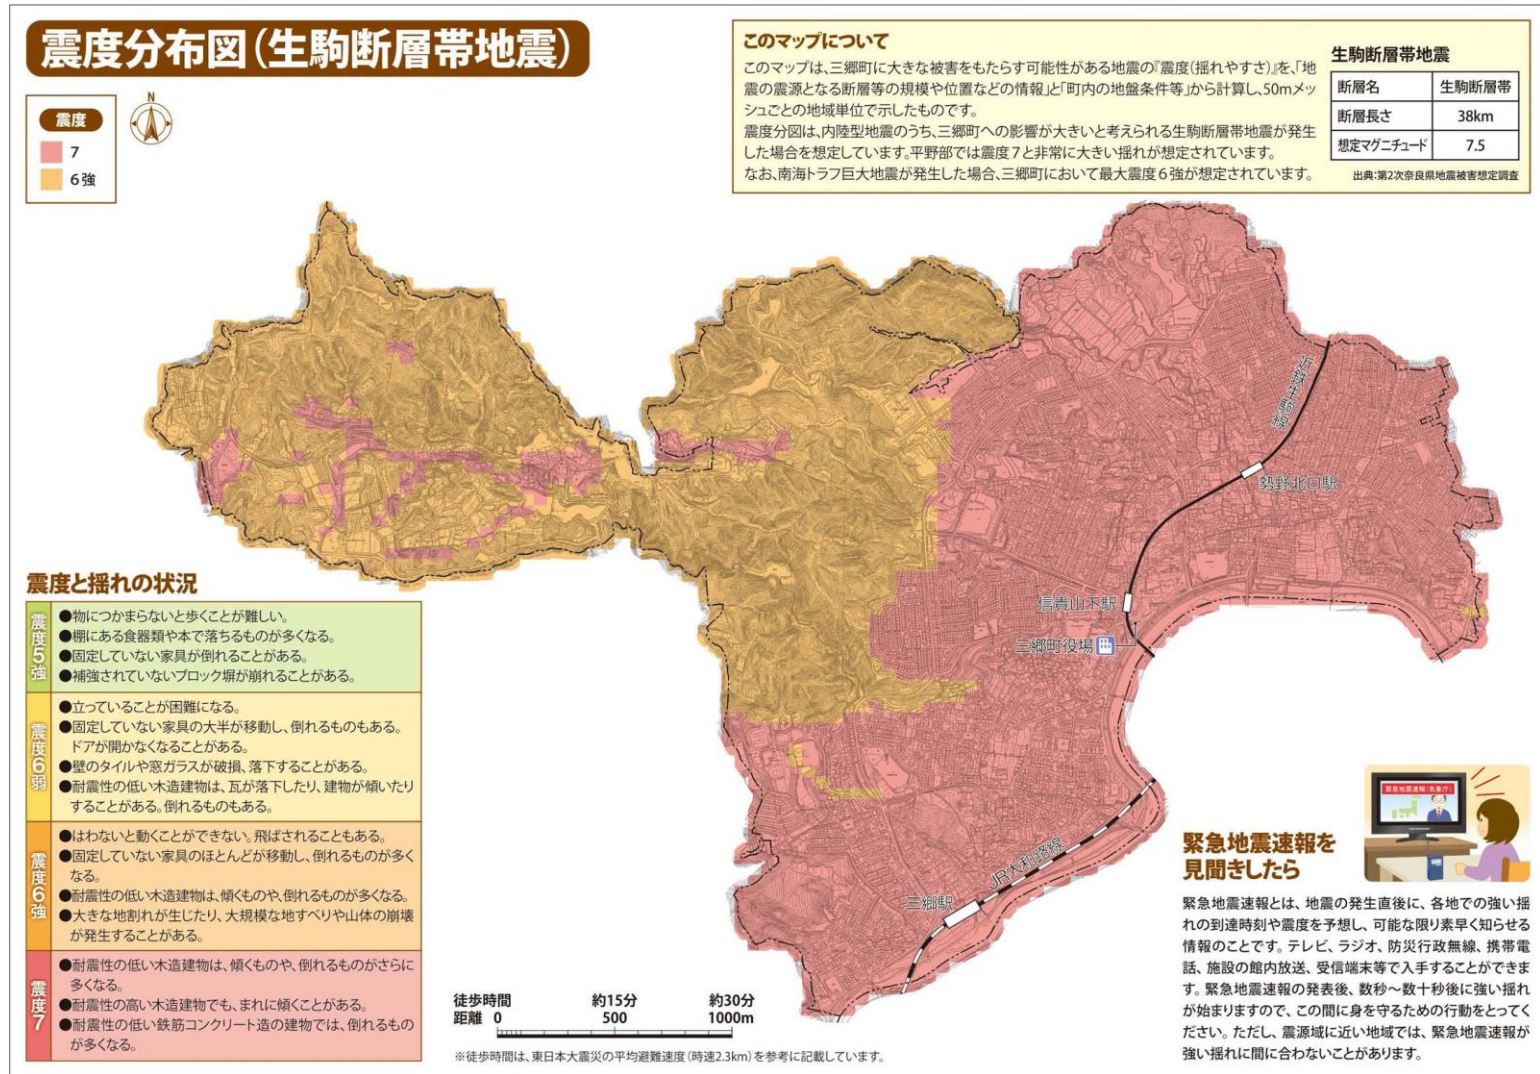 震度分布図(生駒断層帯地震)
震度
7
6強
N
このマップについて
このマップは、三郷町に大きな被害をもたらす可能性がある地震の『震度(揺れやすさ)』を、「地
震の震源となる断層等の規模や位置などの情報」と「町内の地盤条件等」から計算し、50mメッ
シュごとの地域単位で示したものです。
震度分図は、内陸型地震のうち、三郷町への影響が大きいと考えられる生駒断層帯地震が発生
した場合を想定しています。平野部では震度7と非常に大きい揺れが想定されています。
なお、南海トラフ巨大地震が発生した場合、三郷町において最大震度6強が想定されています。
生駒断層帯地震
断層名 生駒断層帯
断層長さ 38km
想定マグニチュード 7.5
出典:第2次奈良県地震被害想定調査
近鉄生駒線
勢野北口駅
信貴山下駅
三郷町役場
JR大和路線
三郷駅
震度と揺れの状況
震度5強
●物につかまらないと歩くことが難しい。
●棚にある食器類や本で落ちるものが多くなる。
●固定していない家具が倒れることがある。
●補強されていないブロック塀が崩れることがある。
震度6弱
●立っていることが困難になる。
●固定していない家具の大半が移動し、倒れるものもある。
ドアが開かなくなることがある。
●壁のタイルや窓ガラスが破損、落下することがある。
●耐震性の低い木造建物は、瓦が落下したり、建物が傾いたり
することがある。倒れるものもある。
震度6強
●はわないと動くことができない。飛ばされることもある。
●固定していない家具のほとんどが移動し、倒れるものが多く
なる。
●耐震性の低い木造建物は、傾くものや、倒れるものが多くなる。
●大きな地割れが生じたり、大規模な地すべりや山体の崩壊
が発生することがある。
震度7
●耐震性の低い木造建物は、傾くものや、倒れるものがさらに
多くなる。
●耐震性の高い木造建物でも、まれに傾くことがある。
●耐震性の低い鉄筋コンクリート造の建物では、倒れるもの
が多くなる。
徒歩時間 約15分 約30分
距離 0 500 1000m
※徒歩時間は、東日本大震災の平均避難速度(時速2.3km)を参考に記載しています。
緊急地震速報(気象庁)
緊急地震速報を
見聞きしたら
緊急地震速報とは、地震の発生直後に、各地での強い揺
れの到達時刻や震度を予想し、可能な限り素早く知らせる
情報のことです。テレビ、ラジオ、防災行政無線、携帯電
話、施設の館内放送、受信端末等で入手することができま
す。緊急地震速報の発表後、数秒〜数十秒後に強い揺れ
が始まりますので、この間に身を守るための行動をとってく
ださい。ただし、震源域に近い地域では、緊急地震速報が
強い揺れに間に合わないことがあります。